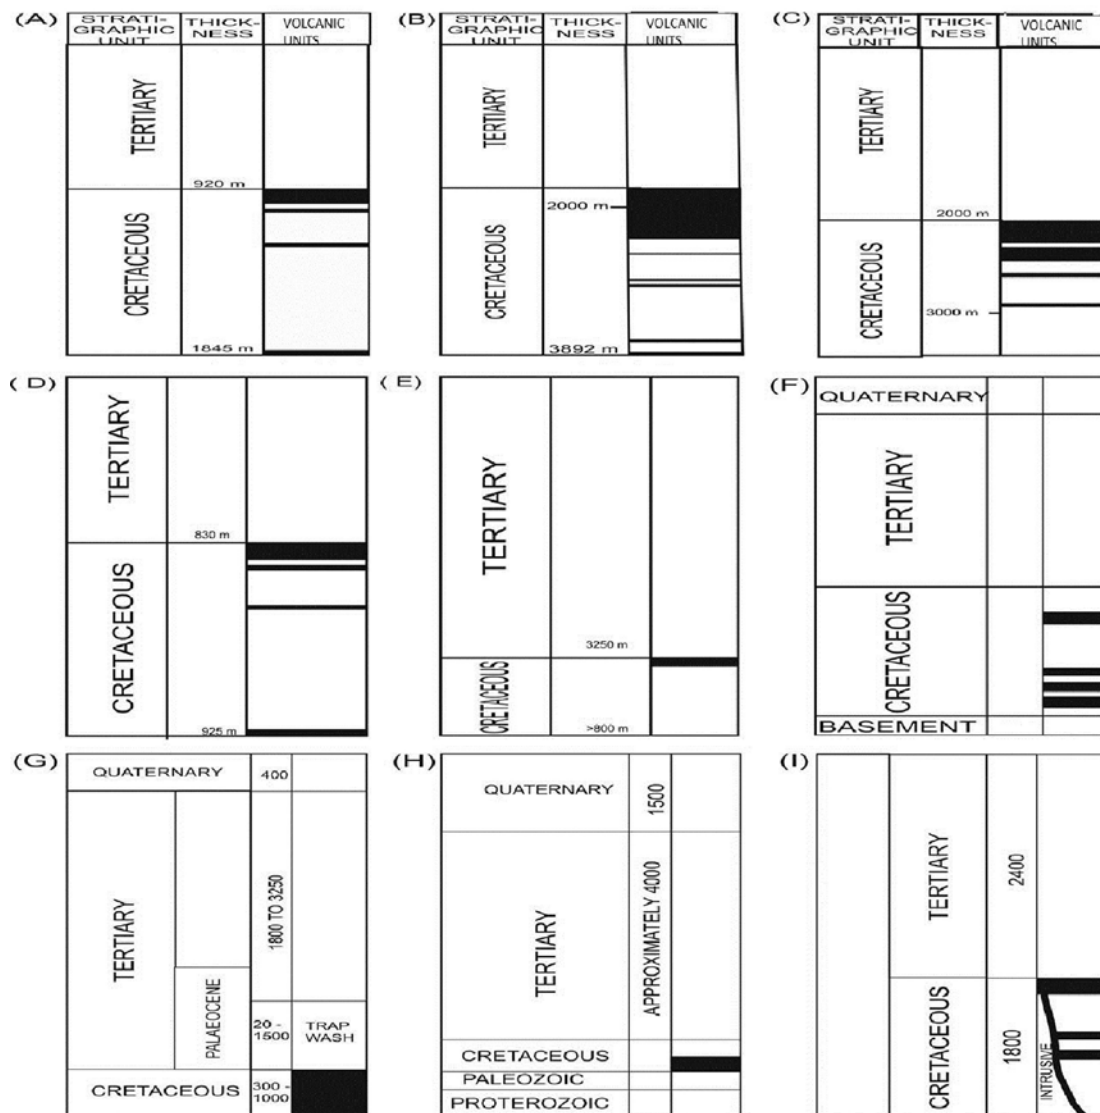 (A)
STRATI-
GRAPHIC
UNIT
THICK-
NESS
VOLCANIC
UNITS
TERTIARY
920 m
CRETACEOUS
1845 m
(B)
STRATI-
GRAPHIC
UNIT
THICK-
NESS
VOLCANIC
UNITS
TERTIARY
2000 m
CRETACEOUS
3892 m
(C)
STRATI-
GRAPHIC
UNIT
THICK-
NESS
VOLCANIC
UNITS
TERTIARY
2000 m
CRETACEOUS
3000 m
(D)
TERTIARY
830 m
CRETACEOUS
925 m
(E)
TERTIARY
3250 m
CRETACEOUS
>800 m
(F)
QUATERNARY
TERTIARY
CRETACEOUS
BASEMENT
(G)
QUATERNARY
400
TERTIARY
1800 TO 3250
PALAEOCENE
20 -
1500
TRAP
WASH
CRETACEOUS
300 -
1000
(H)
QUATERNARY
1500
TERTIARY
APPROXIMATELY 4000
CRETACEOUS
PALEOZOIC
PROTEROZOIC
(I)
TERTIARY
2400
CRETACEOUS
1800
INTRUSIVE